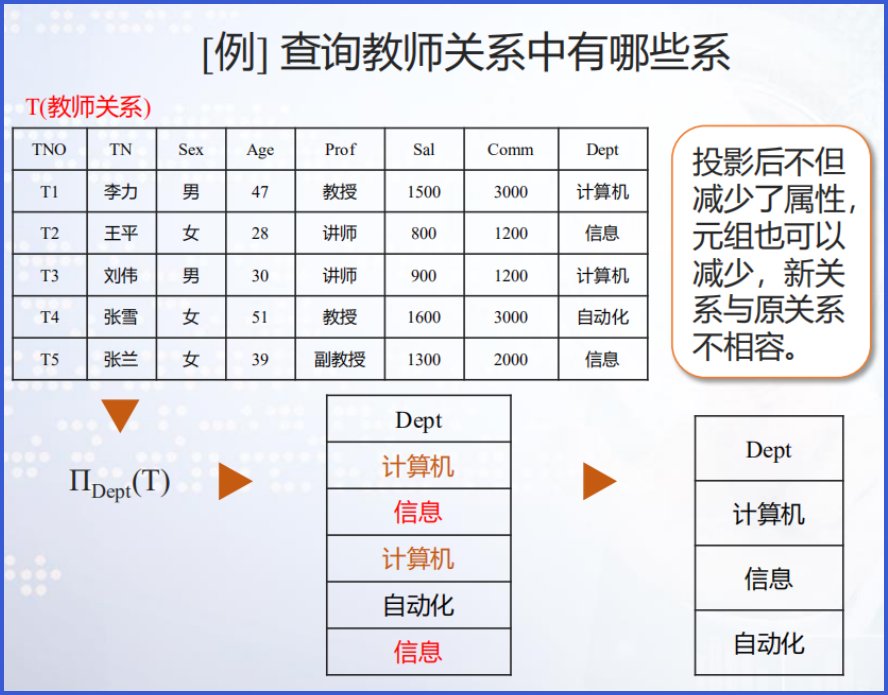 [例] 查询教师关系中有哪些系
T(教师关系)
TNO TN Sex Age Prof Sal Comm Dept
T1 李力 男 47 教授 1500 3000 计算机
T2 王平 女 28 讲师 800 1200 信息
T3 刘伟 男 30 讲师 900 1200 计算机
T4 张雪 女 51 教授 1600 3000 自动化
T5 张兰 女 39 副教授 1300 2000 信息
投影后不但
减少了属性，
元组也可以
减少，新关
系与原关系
不相容。
ΠDept(T)
Dept
计算机
信息
计算机
自动化
信息
Dept
计算机
信息
自动化